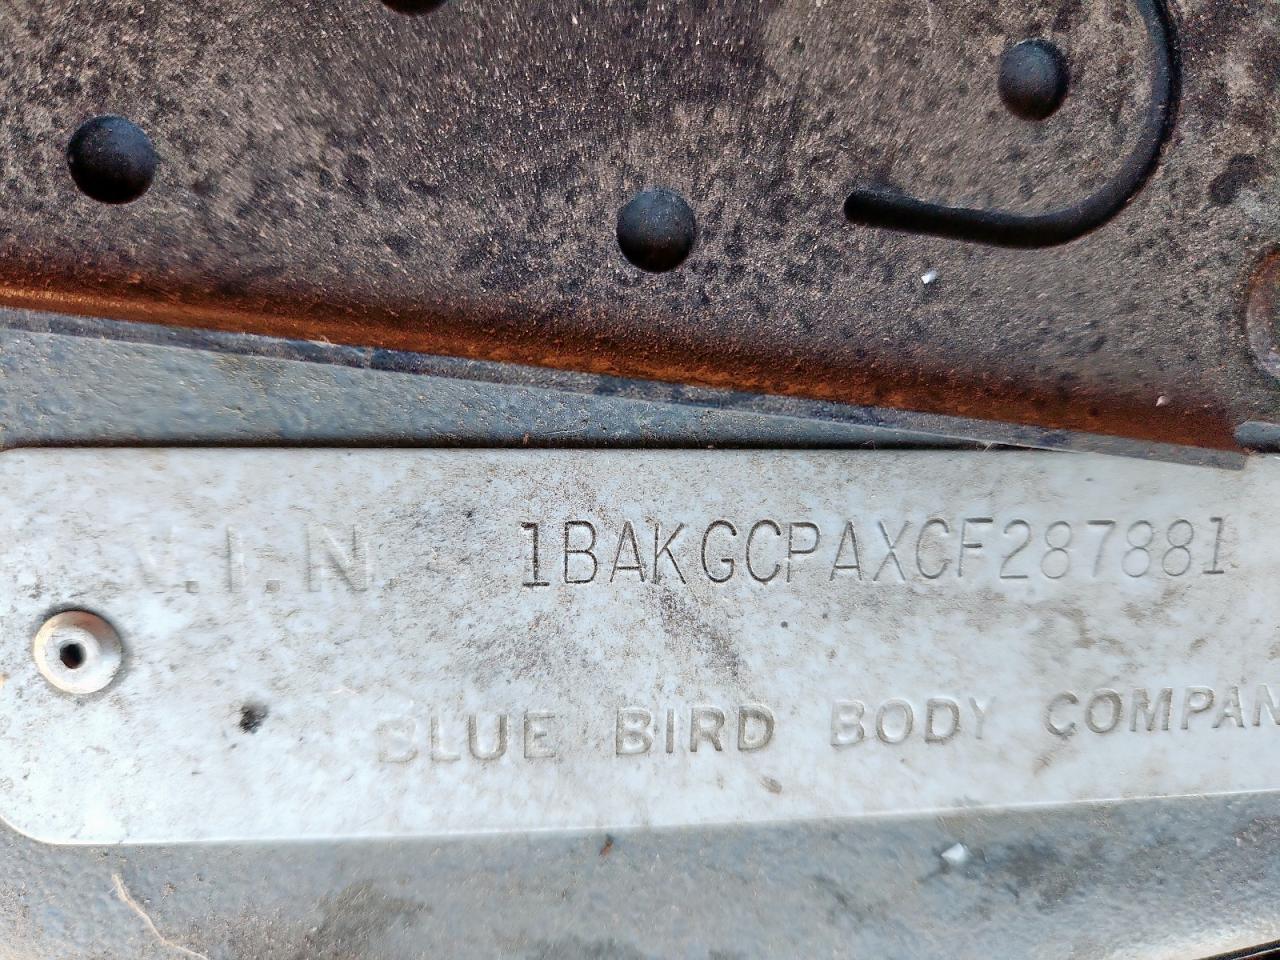 V.I.N 1BAKGCPAXCF287881
BLUE BIRD BODY COMPAN